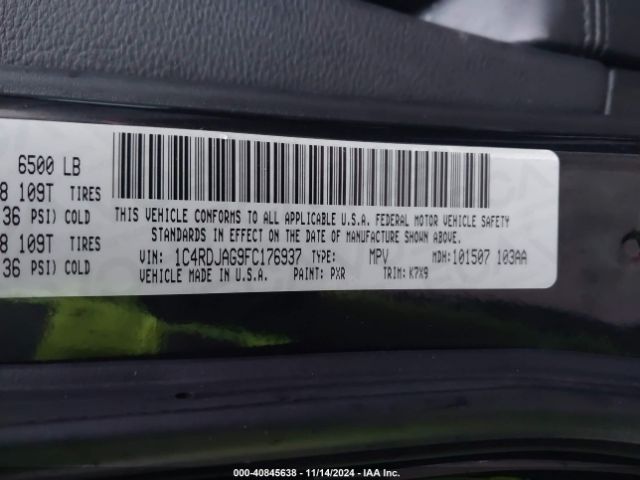 6500 LB
8 109T TIRES
36 PSI) COLD
8 109T TIRES
36 PSI) COLD
THIS VEHICLE CONFORMS TO ALL APPLICABLE U.S.A. FEDERAL MOTOR VEHICLE SAFETY
STANDARDS IN EFFECT ON THE DATE OF MANUFACTURE SHOWN ABOVE.
VIN: 1C4RDJAG9FC176937 TYPE: MPV MDH: 101507 103AA
VEHICLE MADE IN U.S.A. PAINT: PXR TRIM: K7X9
000-40845638 - 11/14/2024 - IAA Inc.